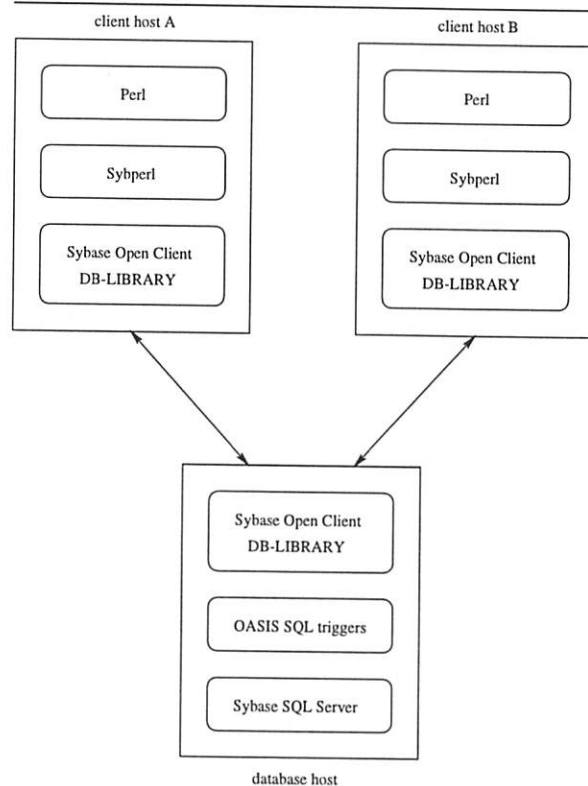 client host A
Perl
Sybperl
Sybase Open Client
DB-LIBRARY
client host B
Perl
Sybperl
Sybase Open Client
DB-LIBRARY
Sybase Open Client
DB-LIBRARY
OASIS SQL triggers
Sybase SQL Server
database host